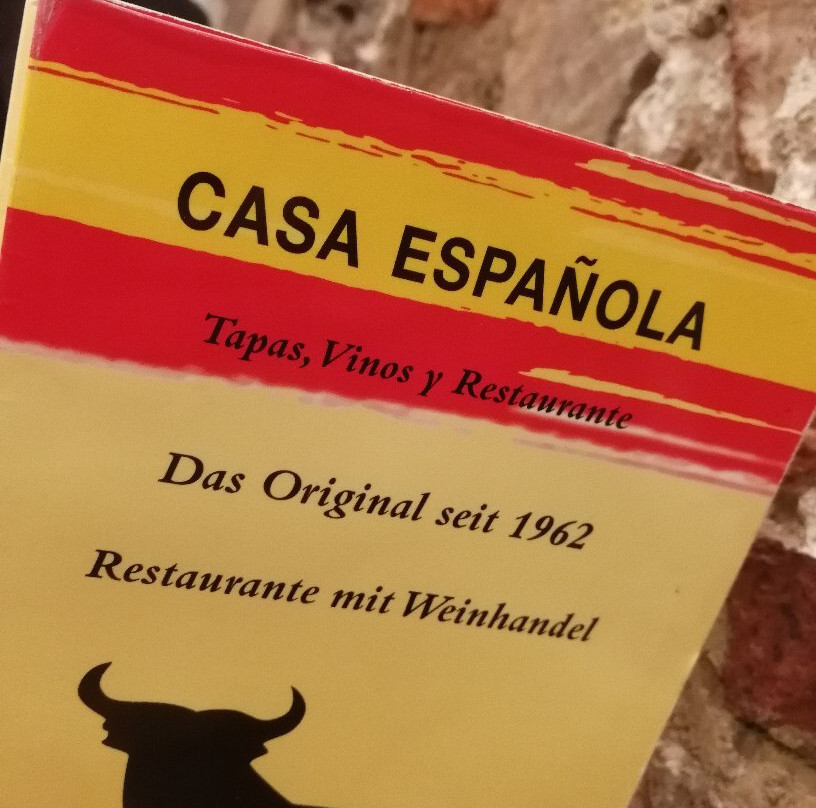 CASA ESPAÑOLA
Tapas, Vinos y Restaurante
Das Original seit 1962
Restaurante mit Weinhandel